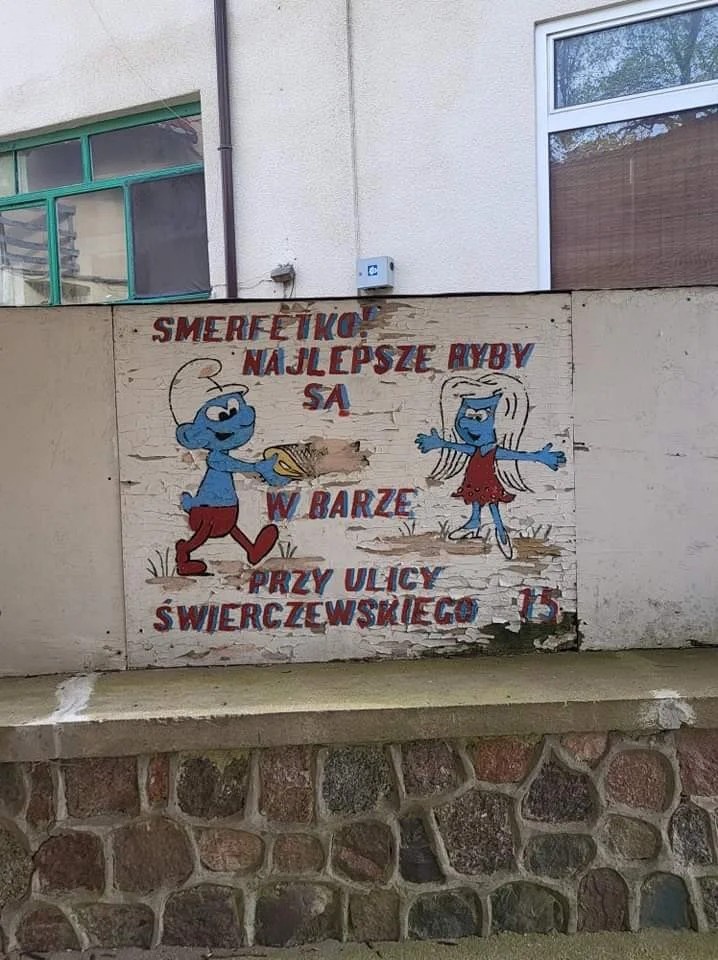 SMERFETKO!
NAJLEPSZE RYBY
SĄ
W BARZE
PRZY ULICY
ŚWIERCZEWSKIEGO 15